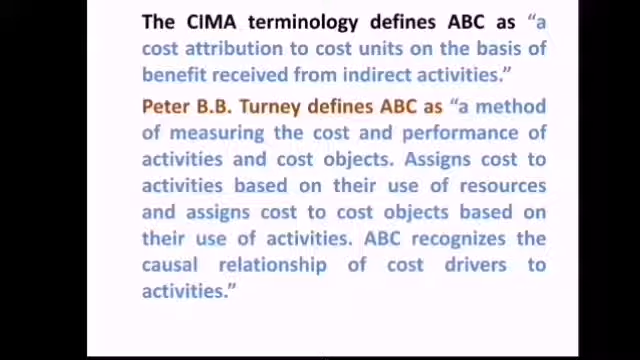 The CIMA terminology defines ABC as “a
cost attribution to cost units on the basis of
benefit received from indirect activities.”
Peter B.B. Turney defines ABC as “a method
of measuring the cost and performance of
activities and cost objects. Assigns cost to
activities based on their use of resources
and assigns cost to cost objects based on
their use of activities. ABC recognizes the
causal relationship of cost drivers to
activities.”